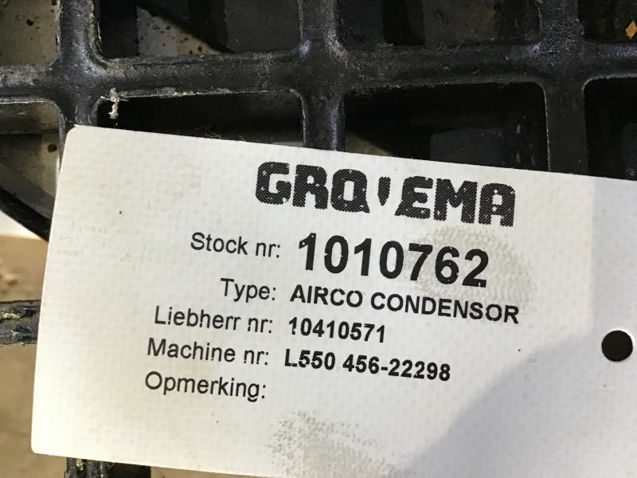 GRO EMA
Stock nr: 1010762
Type: AIRCO CONDENSOR
Liebherr nr: 10410571
Machine nr: L550 456-22298
Opmerking: